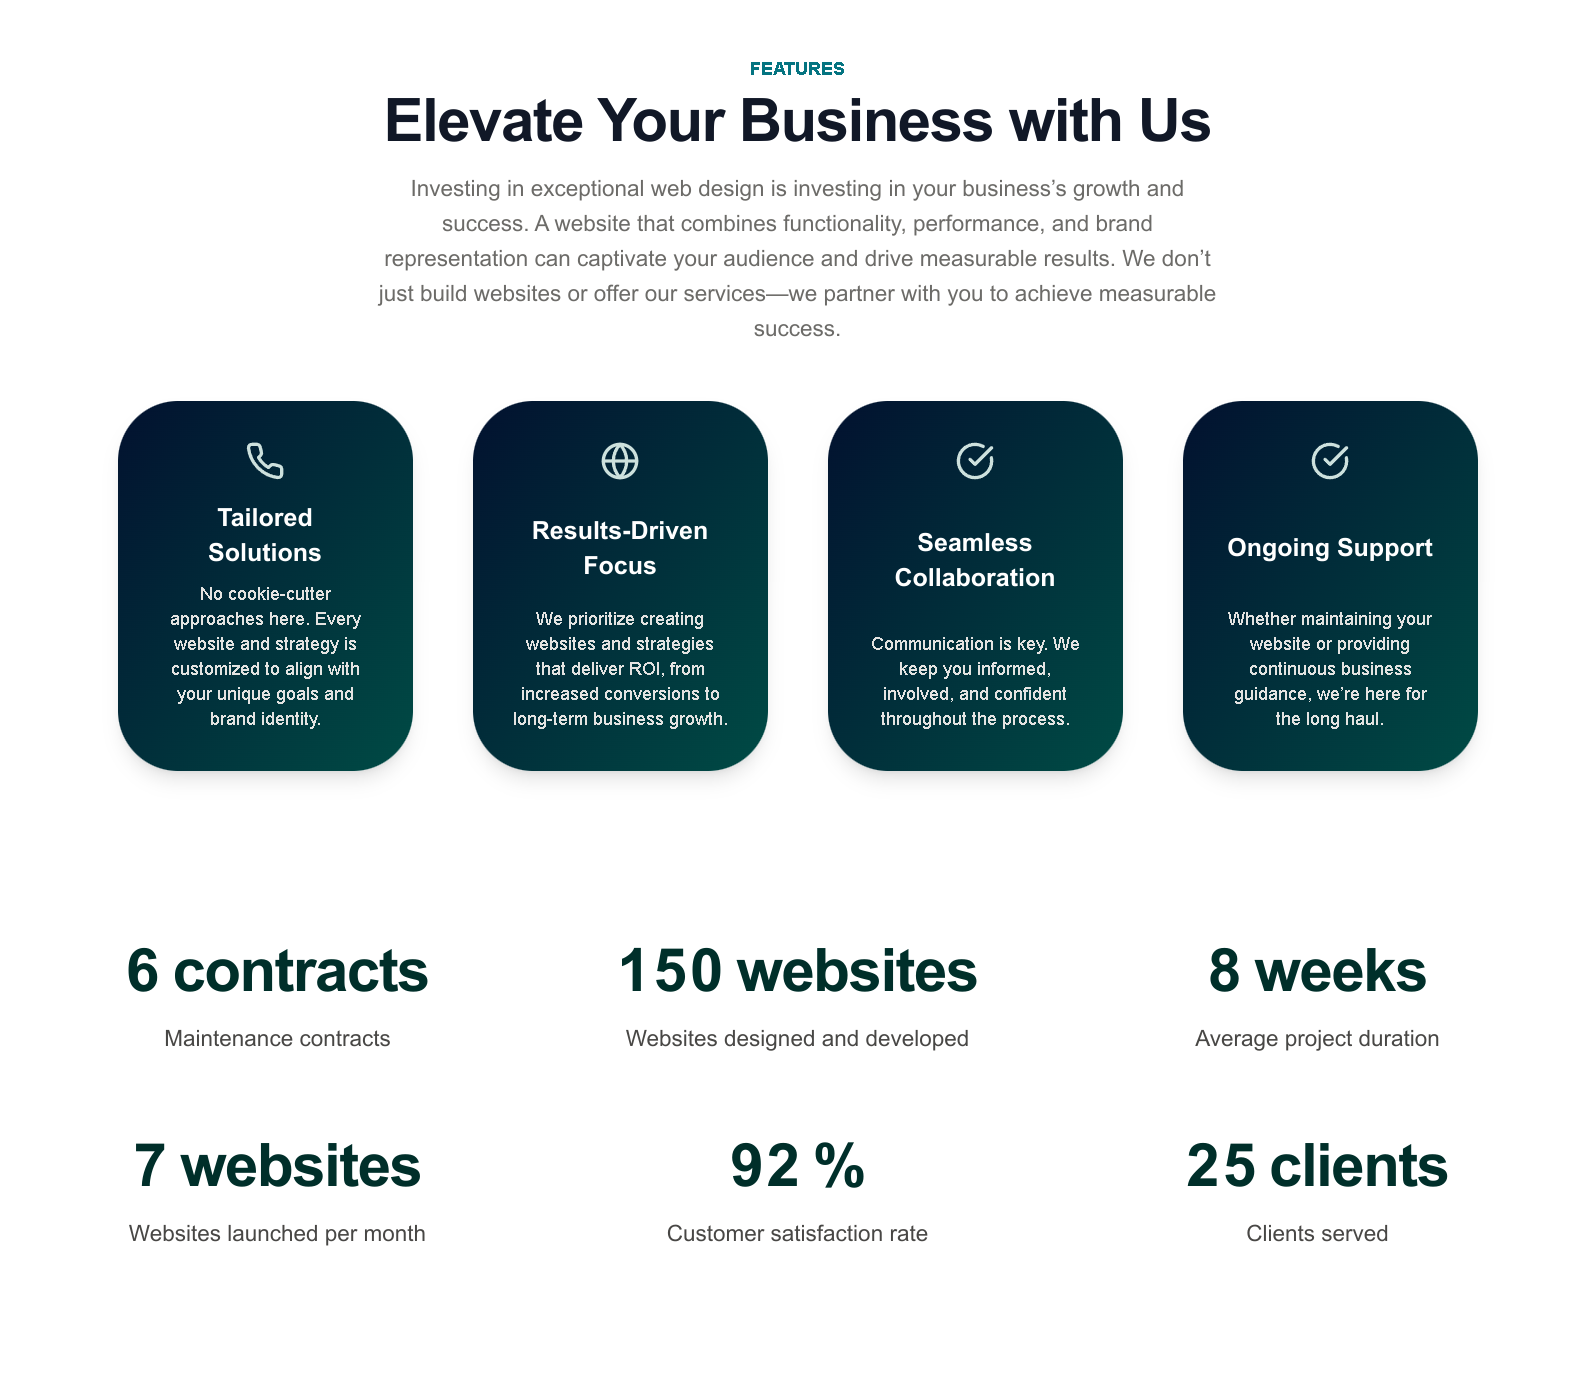 FEATURES
Elevate Your Business with Us
Investing in exceptional web design is investing in your business’s growth and
success. A website that combines functionality, performance, and brand
representation can captivate your audience and drive measurable results. We don’t
just build websites or offer our services—we partner with you to achieve measurable
success.
Tailored
Solutions
No cookie-cutter
approaches here. Every
website and strategy is
customized to align with
your unique goals and
brand identity.
Results-Driven
Focus
We prioritize creating
websites and strategies
that deliver ROI, from
increased conversions to
long-term business growth.
Seamless
Collaboration
Communication is key. We
keep you informed,
involved, and confident
throughout the process.
Ongoing Support
Whether maintaining your
website or providing
continuous business
guidance, we’re here for
the long haul.
6 contracts
Maintenance contracts
150 websites
Websites designed and developed
8 weeks
Average project duration
7 websites
Websites launched per month
92 %
Customer satisfaction rate
25 clients
Clients served